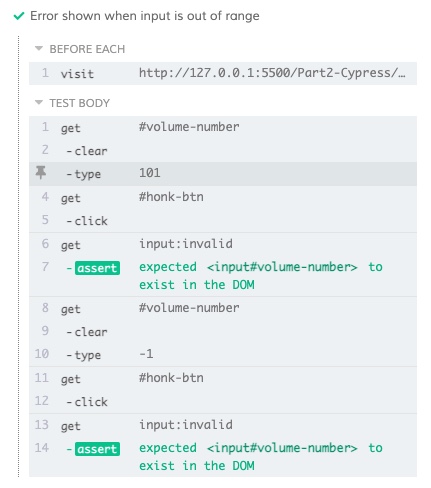 Error shown when input is out of range
BEFORE EACH
1 visit http://127.0.0.1:5500/Part2-Cypress/…
TEST BODY
1 get #volume-number
2 -clear
-type 101
4 get #honk-btn
5 -click
6 get input:invalid
7 -assert expected <input#volume-number> to
exist in the DOM
8 get #volume-number
9 -clear
10 -type -1
11 get #honk-btn
12 -click
13 get input:invalid
14 -assert expected <input#volume-number> to
exist in the DOM